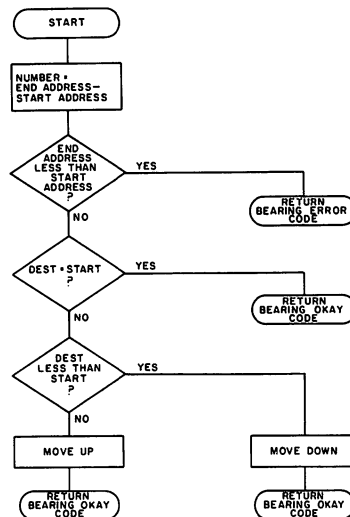 START
NUMBER =
END ADDRESS—
START ADDRESS
END
ADDRESS
LESS THAN
START
ADDRESS
?
YES
RETURN
BEARING ERROR
CODE
NO
DEST = START
?
YES
RETURN
BEARING OKAY
CODE
NO
DEST
LESS THAN
START
?
YES
NO
MOVE UP
MOVE DOWN
RETURN
BEARING OKAY
CODE
RETURN
BEARING OKAY
CODE